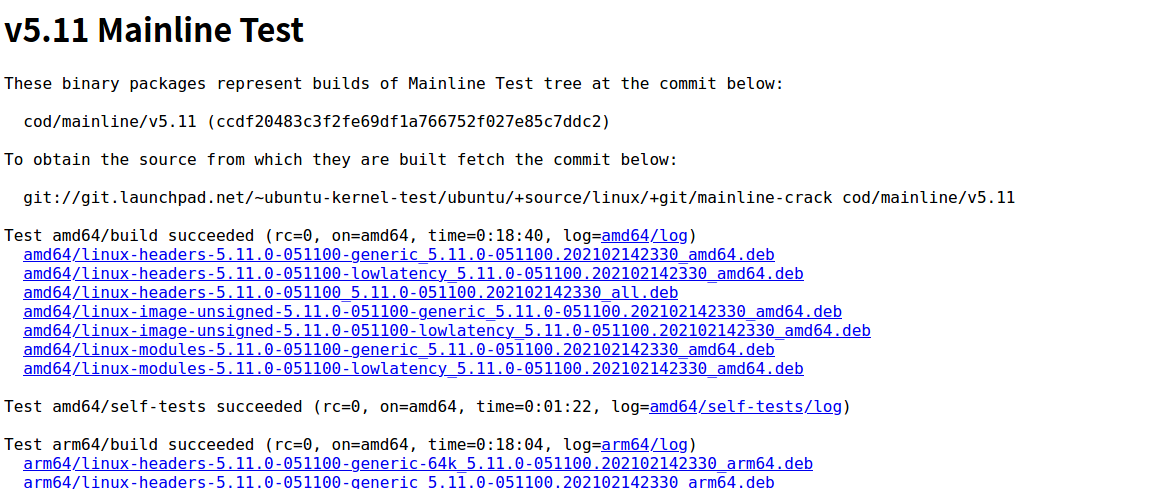 v5.11 Mainline Test
These binary packages represent builds of Mainline Test tree at the commit below:
cod/mainline/v5.11 (ccdf20483c3f2fe69df1a766752f027e85c7ddc2)
To obtain the source from which they are built fetch the commit below:
git://git.launchpad.net/~ubuntu-kernel-test/ubuntu/+source/linux/+git/mainline-crack cod/mainline/v5.11
Test amd64/build succeeded (rc=0, on=amd64, time=0:18:40, log=amd64/log)
amd64/linux-headers-5.11.0-051100-generic_5.11.0-051100.202102142330_amd64.deb
amd64/linux-headers-5.11.0-051100-lowlatency_5.11.0-051100.202102142330_amd64.deb
amd64/linux-headers-5.11.0-051100_5.11.0-051100.202102142330_all.deb
amd64/linux-image-unsigned-5.11.0-051100-generic_5.11.0-051100.202102142330_amd64.deb
amd64/linux-image-unsigned-5.11.0-051100-lowlatency_5.11.0-051100.202102142330_amd64.deb
amd64/linux-modules-5.11.0-051100-generic_5.11.0-051100.202102142330_amd64.deb
amd64/linux-modules-5.11.0-051100-lowlatency_5.11.0-051100.202102142330_amd64.deb
Test amd64/self-tests succeeded (rc=0, on=amd64, time=0:01:22, log=amd64/self-tests/log)
Test arm64/build succeeded (rc=0, on=amd64, time=0:18:04, log=arm64/log)
arm64/linux-headers-5.11.0-051100-generic-64k_5.11.0-051100.202102142330_arm64.deb
arm64/linux-headers-5.11.0-051100-generic_5.11.0-051100.202102142330_arm64.deb